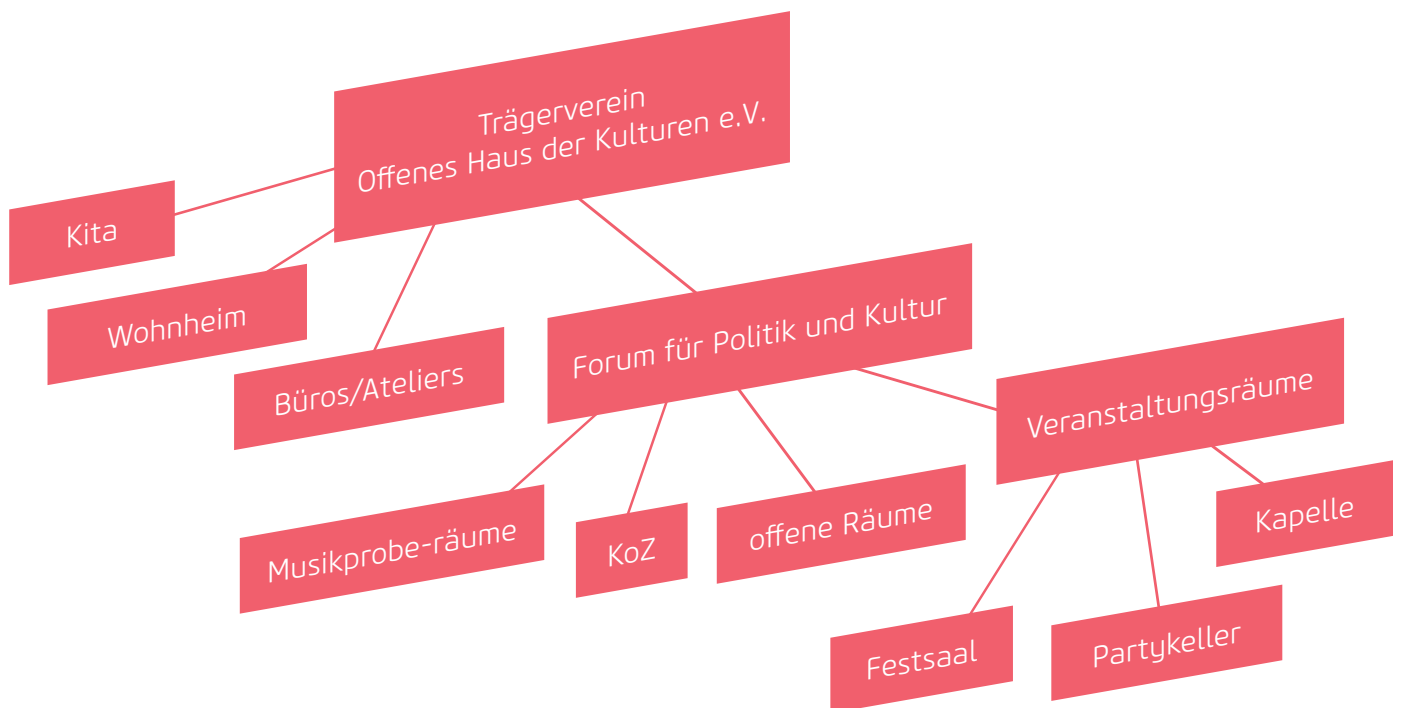 Trägerverein
Offenes Haus der Kulturen e.V.
Kita
Wohnheim
Büros/Ateliers
Forum für Politik und Kultur
Veranstaltungsräume
Musikprobe-räume
KoZ
offene Räume
Kapelle
Festsaal
Partykeller